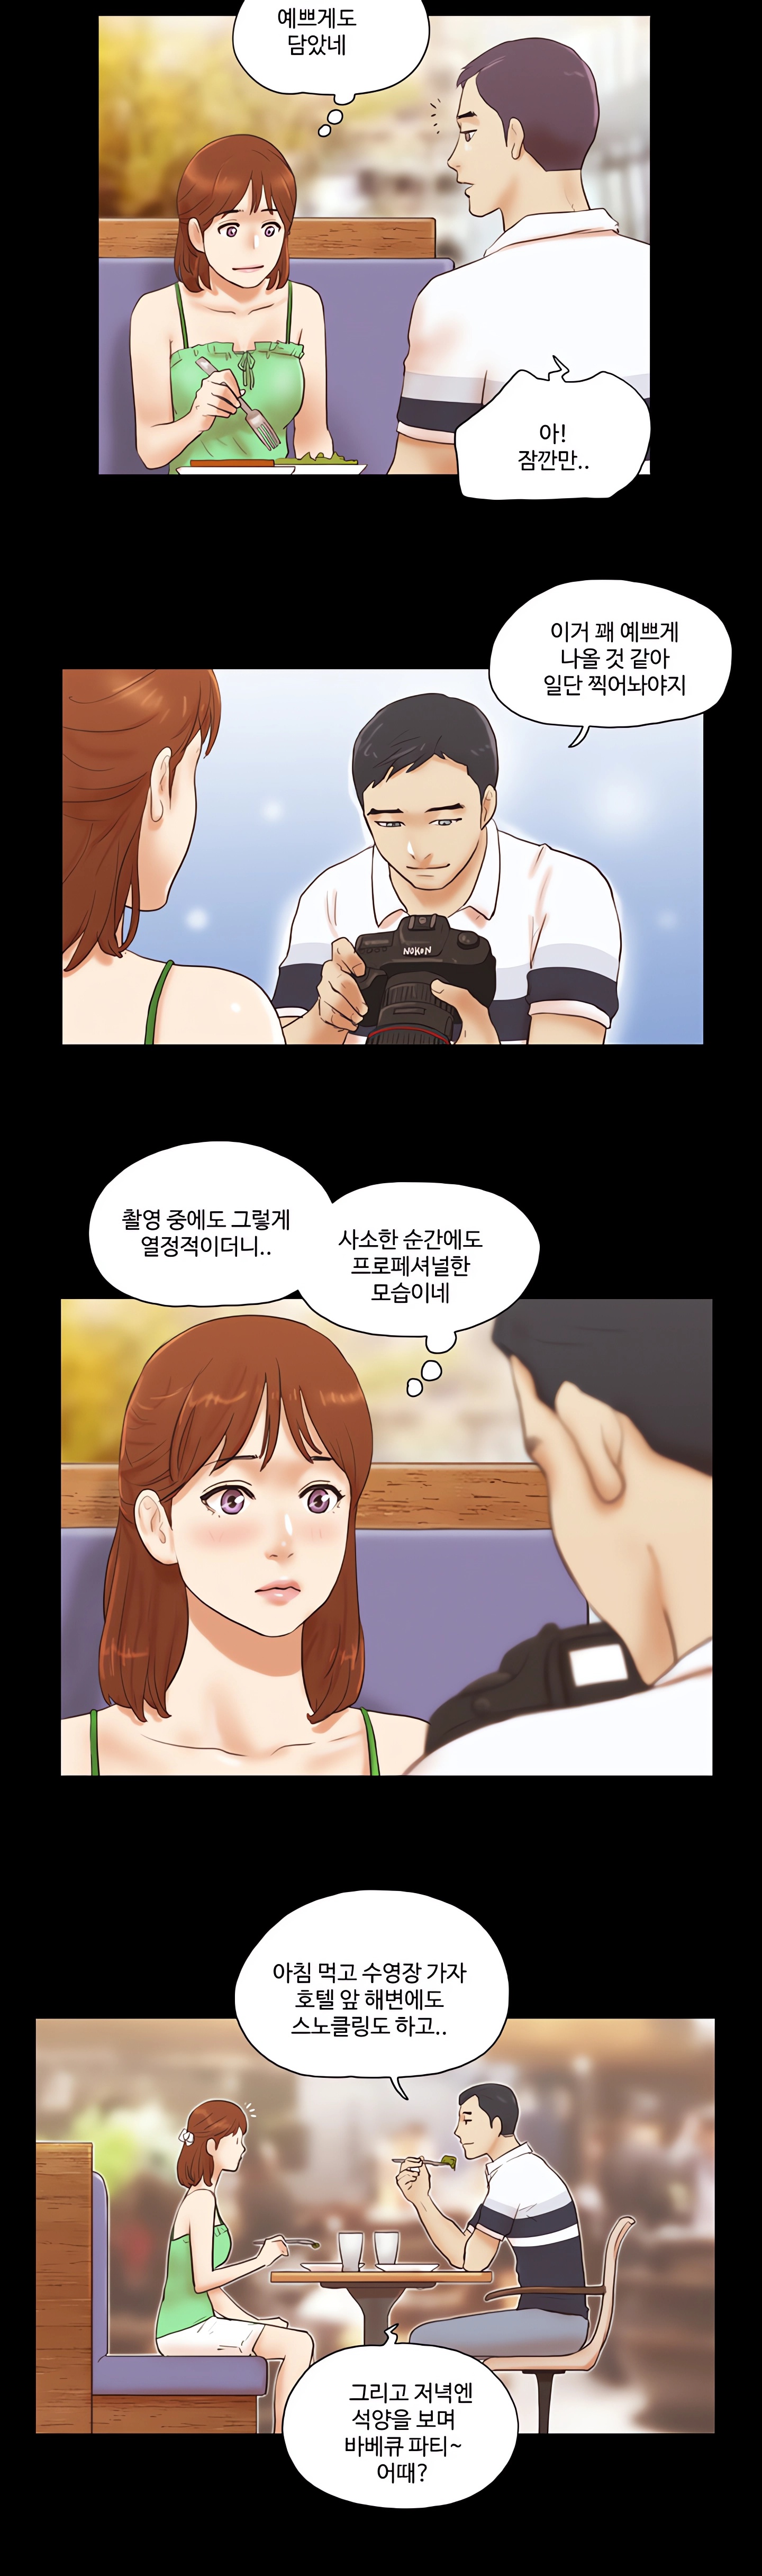 예쁘게도
담았네
아!
잠깐만..
이거 꽤 예쁘게
나올 것 같아
일단 찍어놔야지
NOKON
촬영 중에도 그렇게
열정적이더니..
사소한 순간에도
프로페셔널한
모습이네
아침 먹고 수영장 가자
호텔 앞 해변에도
스노클링도 하고..
그리고 저녁엔
석양을 보며
바베큐 파티~
어때?